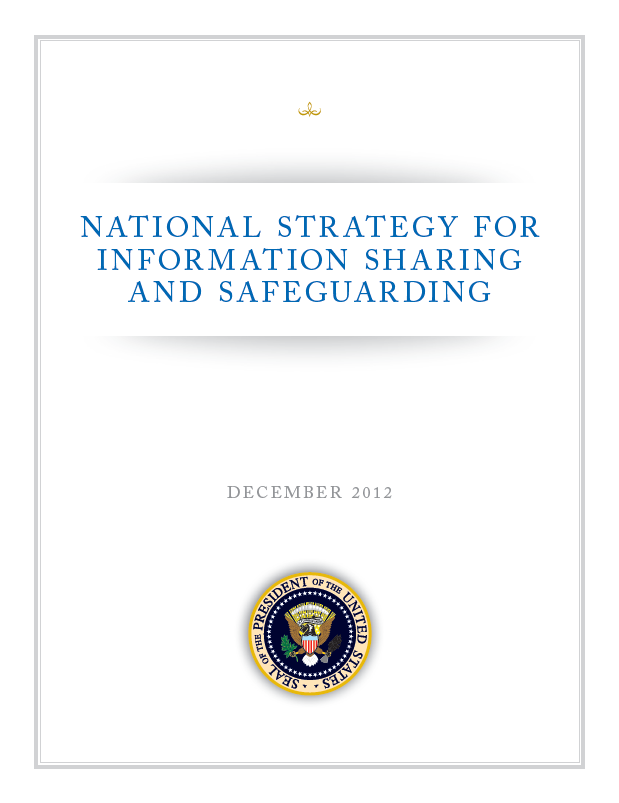 NATIONAL STRATEGY FOR
INFORMATION SHARING
AND SAFEGUARDING
DECEMBER 2012
SEAL OF THE PRESIDENT OF THE UNITED STATES